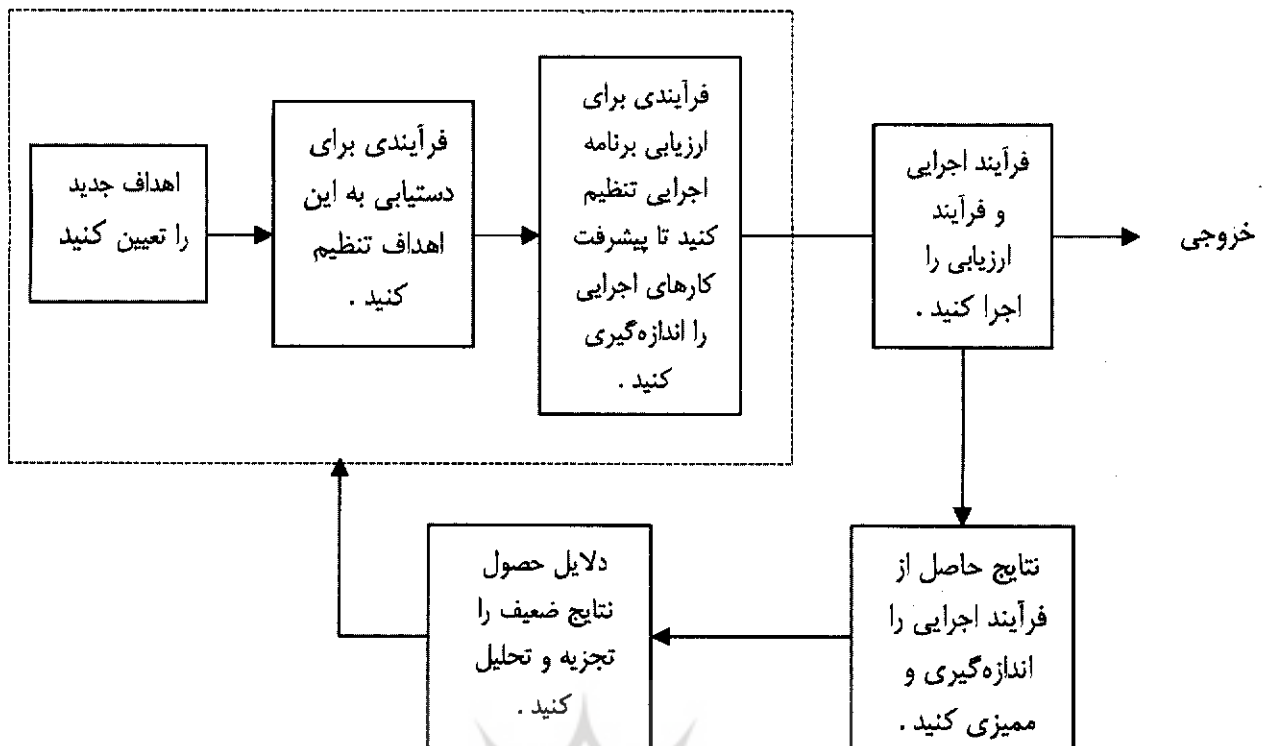 اهداف جدید
را تعیین کنید
فرآیندی برای
دستیابی به این
اهداف تنظیم
کنید .
فرآیندی برای
ارزیابی برنامه
اجرایی تنظیم
کنید تا پیشرفت
کارهای اجرایی
را اندازه‌گیری
کنید .
فرآیند اجرایی
و فرآیند
ارزیابی را
اجرا کنید .
خروجی
نتایج حاصل از
فرآیند اجرایی را
اندازه‌گیری و
ممیزی کنید .
دلایل حصول
نتایج ضعیف را
تجزیه و تحلیل
کنید .